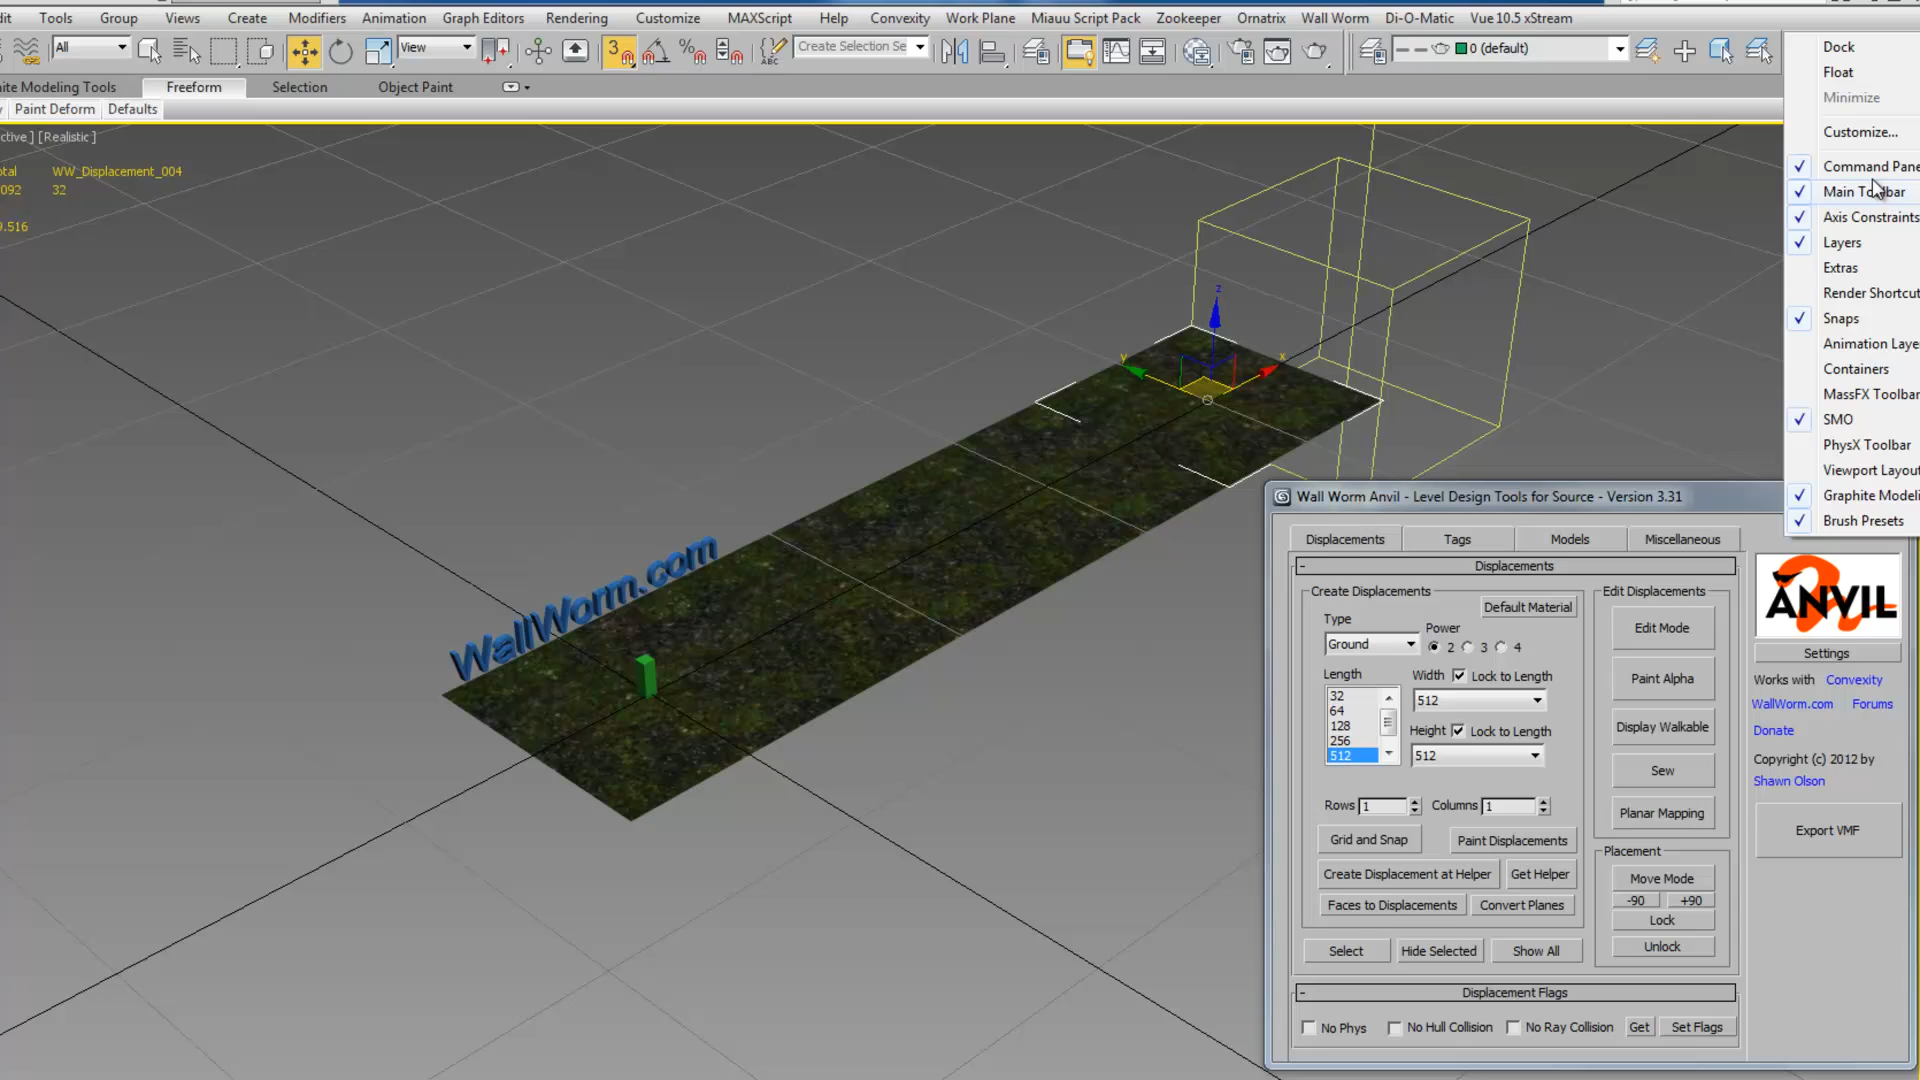 Tools Group Views Create Modifiers Animation Graph Editors Rendering Customize MAXScript Help Convexity Work Plane Miauu Script Pack Zookeeper Ornatrix Wall Worm Di-O-Matic Vue 10.5 xStream
All View 3 ABC Create Selection Se 0 (default)
ite Modeling Tools Freeform Selection Object Paint
Paint Deform Defaults
ctive ] [Realistic ]
otal WW_Displacement_004
092 32
9.516
Dock
Float
Minimize
Customize...
Command Pane
Main Toolbar
Axis Constraints
Layers
Extras
Render Shortcut
Snaps
Animation Laye
Containers
MassFX Toolbar
SMO
PhysX Toolbar
Viewport Layout
Graphite Modeli
Brush Presets
z
y x
WallWorm.com
Wall Worm Anvil - Level Design Tools for Source - Version 3.31
Displacements Tags Models Miscellaneous
- Displacements
Create Displacements
Default Material
Type
Ground
Power
2 3 4
Length
32
64
128
256
512
Width Lock to Length
512
Height Lock to Length
512
Rows 1 Columns 1
Grid and Snap Paint Displacements
Create Displacement at Helper Get Helper
Faces to Displacements Convert Planes
Select Hide Selected Show All
Edit Displacements
Edit Mode
Paint Alpha
Display Walkable
Sew
Planar Mapping
Placement
Move Mode
-90 +90
Lock
Unlock
- Displacement Flags
No Phys No Hull Collision No Ray Collision Get Set Flags
ANVIL
Settings
Works with Convexity
WallWorm.com Forums
Donate
Copyright (c) 2012 by
Shawn Olson
Export VMF